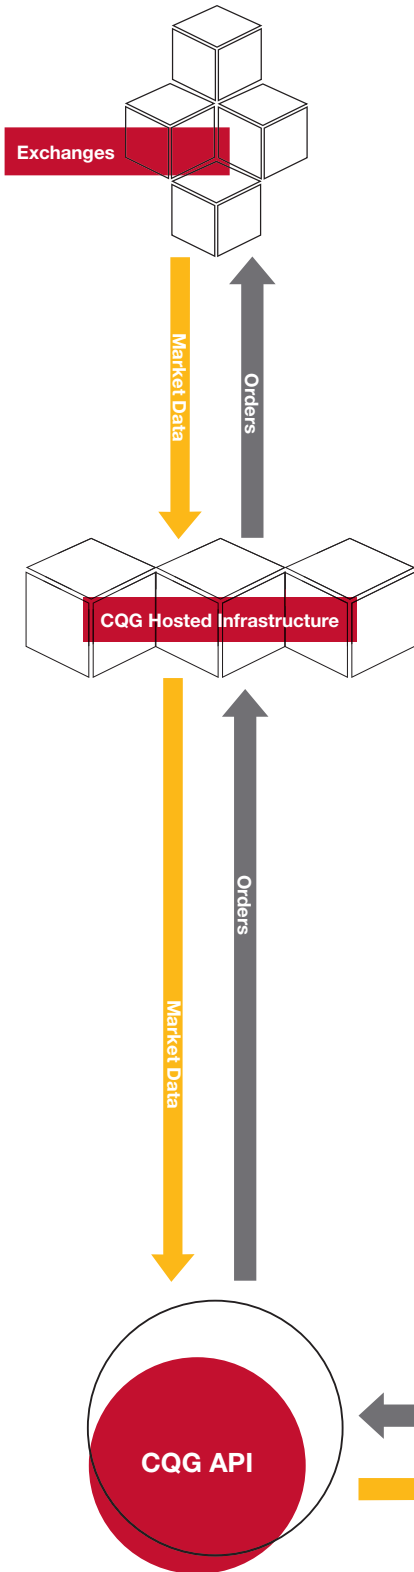 Exchanges
Market Data
Orders
CQG Hosted Infrastructure
Orders
Market Data
CQG API